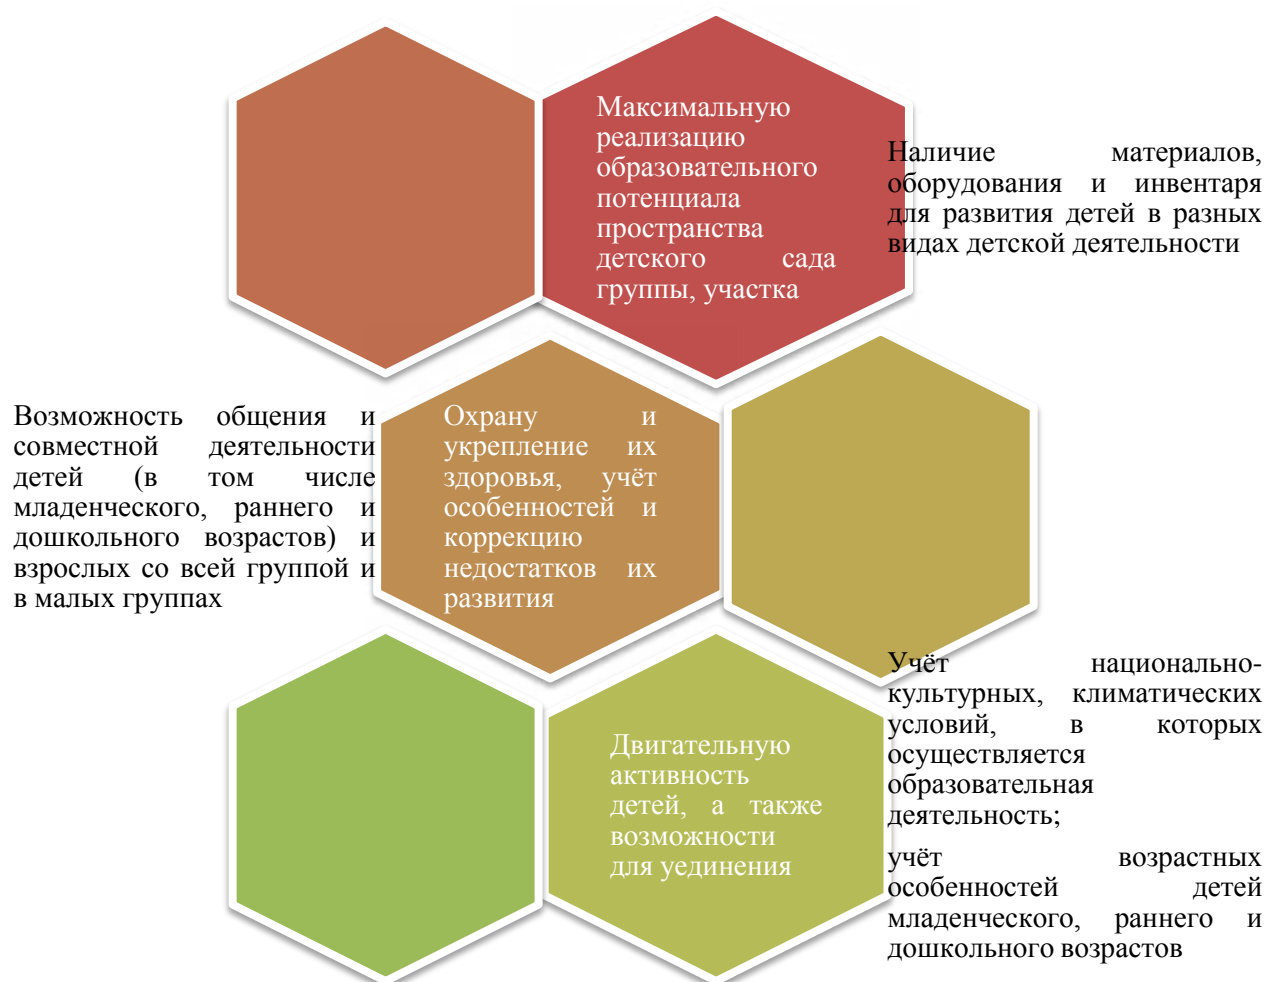 Максимальную
реализацию
образовательного
потенциала
пространства
детского сада
группы, участка
Наличие материалов,
оборудования и инвентаря
для развития детей в разных
видах детской деятельности
Возможность общения и
совместной деятельности
детей (в том числе
младенческого, раннего и
дошкольного возрастов) и
взрослых со всей группой и
в малых группах
Охрану и
укрепление их
здоровья, учёт
особенностей и
коррекцию
недостатков их
развития
Двигательную
активность
детей, а также
возможности
для уединения
Учёт национально-
культурных, климатических
условий, в которых
осуществляется
образовательная
деятельность;
учёт возрастных
особенностей детей
младенческого, раннего и
дошкольного возрастов